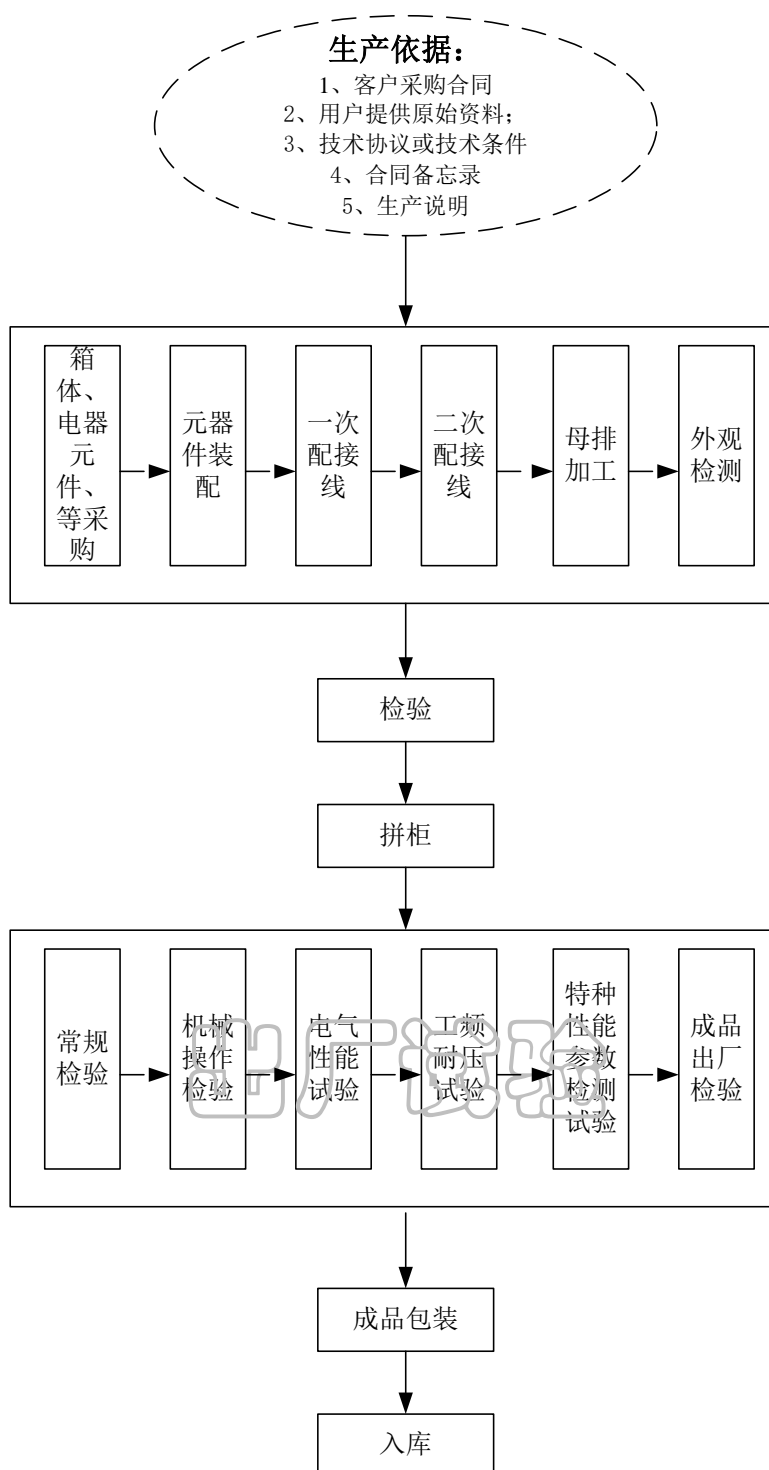 生产依据：
1、客户采购合同
2、用户提供原始资料；
3、技术协议或技术条件
4、合同备忘录
5、生产说明
箱
体、
电器
元
件、
等采
购
元器
件装
配
一次
配接
线
二次
配接
线
母排
加工
外观
检测
检验
拼柜
常规
检验
机械
操作
检验
电气
性能
试验
工频
耐压
试验
特种
性能
参数
检测
试验
成品
出厂
检验
出厂试验
成品包装
入库